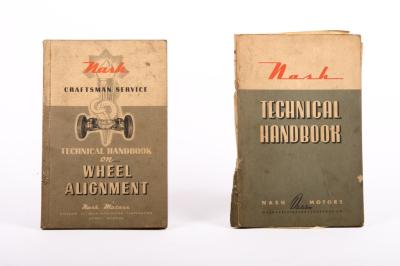 Nash
CRAFTSMAN SERVICE
TECHNICAL HANDBOOK
on
WHEEL
ALIGNMENT
Nash Motors
Nash
TECHNICAL
HANDBOOK
NASH MOTORS